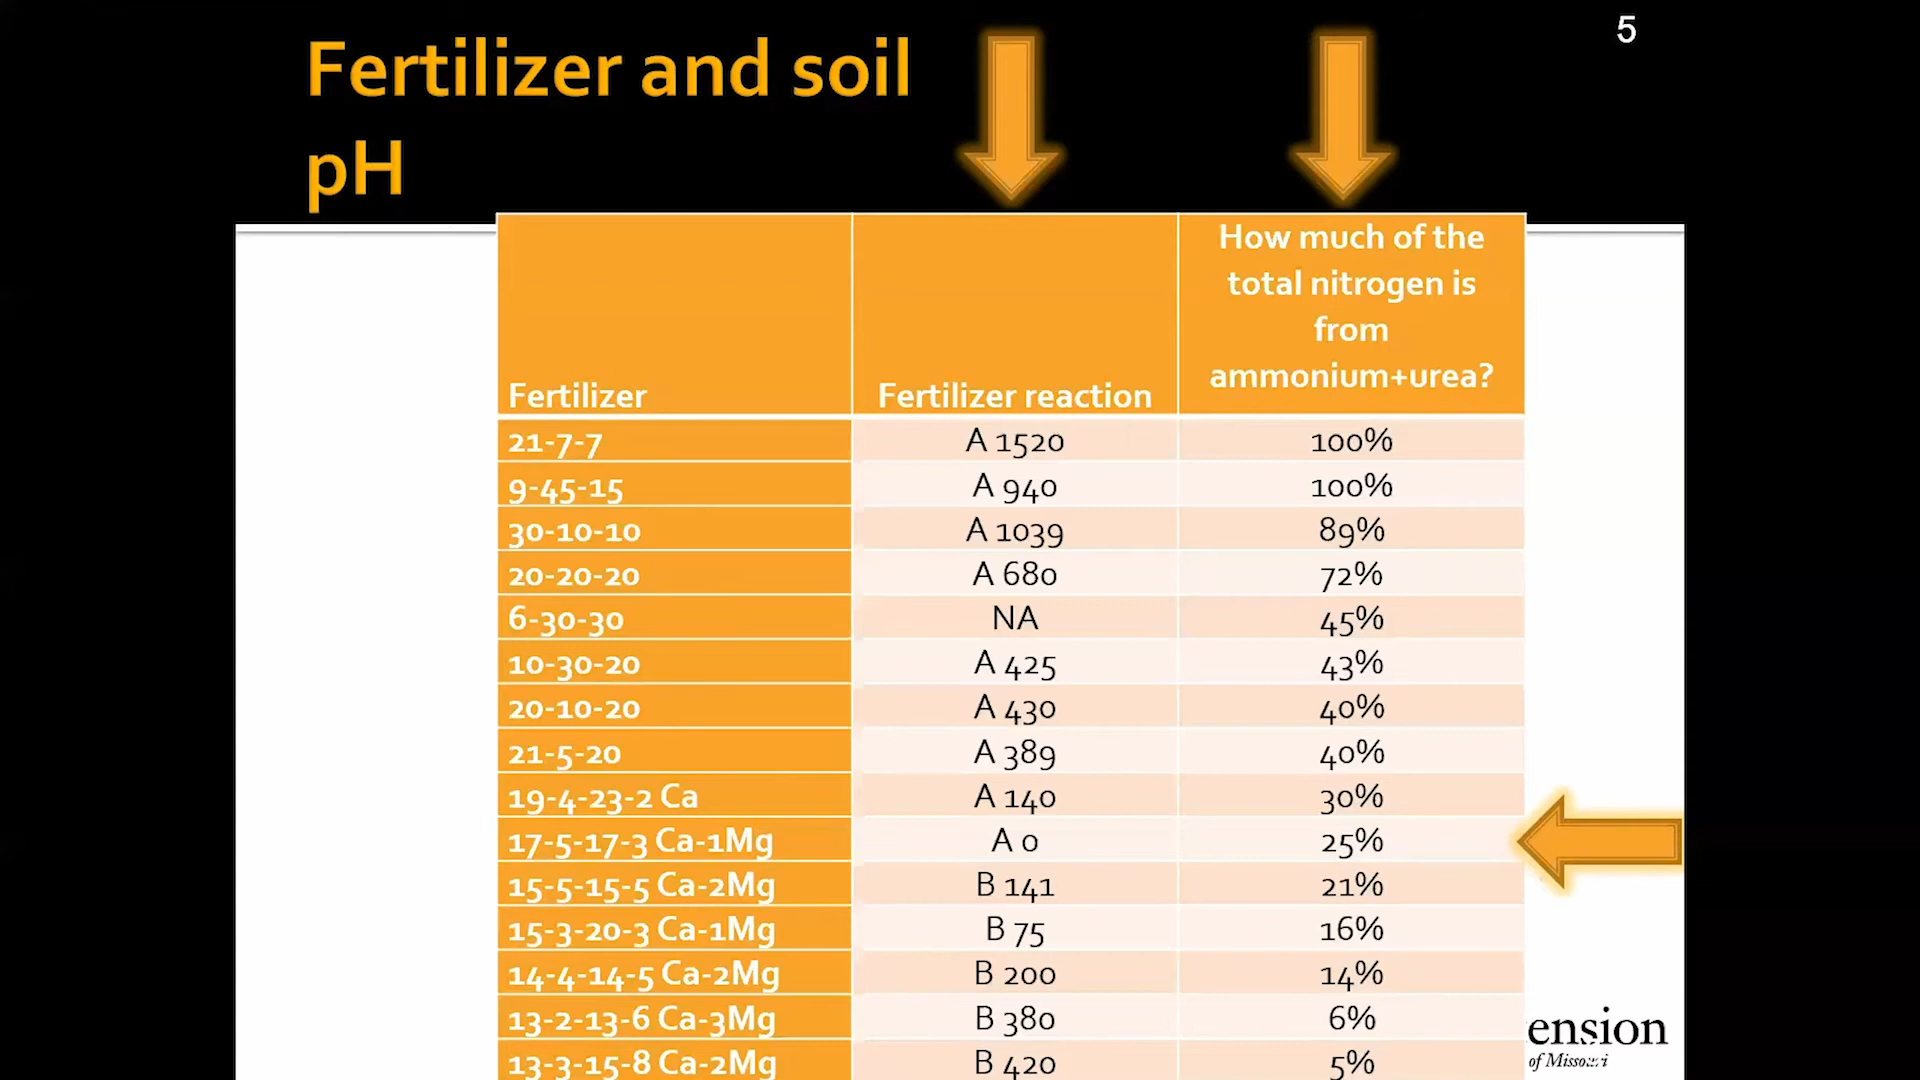 5
Fertilizer and soil
pH
How much of the
total nitrogen is
from
ammonium+urea?
Fertilizer Fertilizer reaction
21-7-7 A 1520 100%
9-45-15 A 940 100%
30-10-10 A 1039 89%
20-20-20 A 680 72%
6-30-30 NA 45%
10-30-20 A 425 43%
20-10-20 A 430 40%
21-5-20 A 389 40%
19-4-23-2 Ca A 140 30%
17-5-17-3 Ca-1Mg A 0 25%
15-5-15-5 Ca-2Mg B 141 21%
15-3-20-3 Ca-1Mg B 75 16%
14-4-14-5 Ca-2Mg B 200 14%
13-2-13-6 Ca-3Mg B 380 6%
13-3-15-8 Ca-2Mg B 420 5%
ension
of Missouri